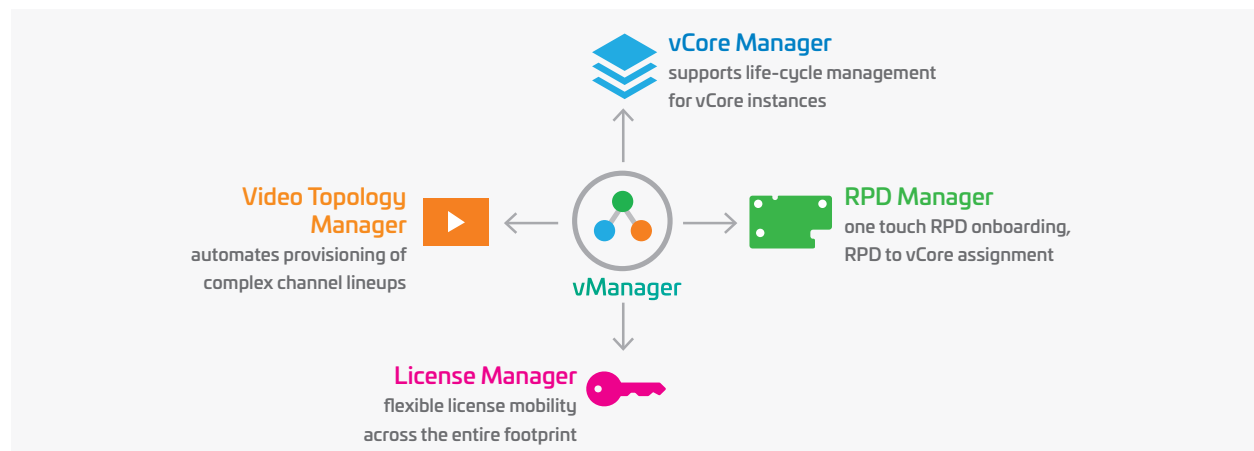 vCore Manager
supports life-cycle management
for vCore instances
Video Topology
Manager
automates provisioning of
complex channel lineups
vManager
RPD Manager
one touch RPD onboarding,
RPD to vCore assignment
License Manager
flexible license mobility
across the entire footprint